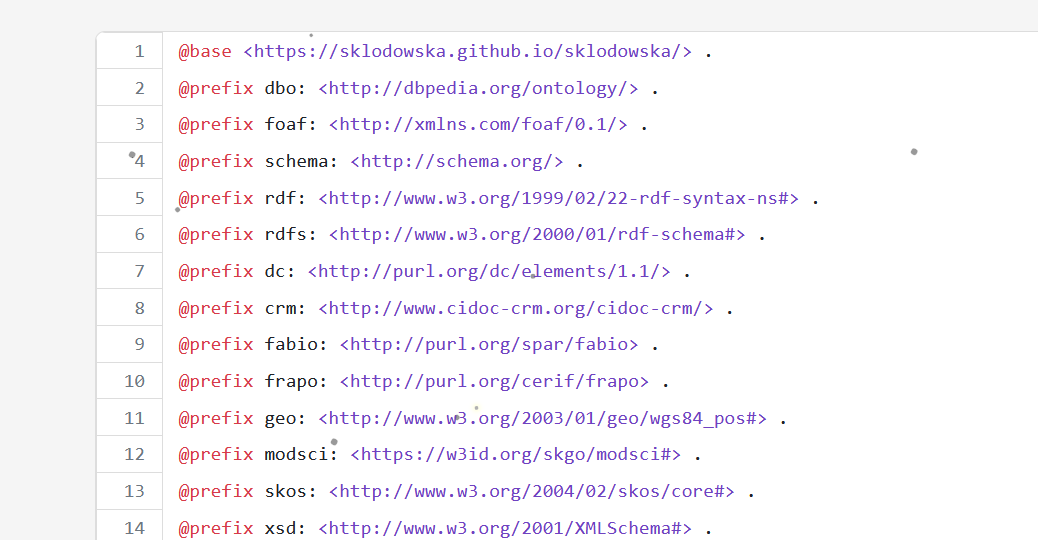 1 @base <https://sklodowska.github.io/sklodowska/> .
2 @prefix dbo: <http://dbpedia.org/ontology/> .
3 @prefix foaf: <http://xmlns.com/foaf/0.1/> .
4 @prefix schema: <http://schema.org/> .
5 @prefix rdf: <http://www.w3.org/1999/02/22-rdf-syntax-ns#> .
6 @prefix rdfs: <http://www.w3.org/2000/01/rdf-schema#> .
7 @prefix dc: <http://purl.org/dc/elements/1.1/> .
8 @prefix crm: <http://www.cidoc-crm.org/cidoc-crm/> .
9 @prefix fabio: <http://purl.org/spar/fabio> .
10 @prefix frapo: <http://purl.org/cerif/frapo> .
11 @prefix geo: <http://www.w3.org/2003/01/geo/wgs84_pos#> .
12 @prefix modsci: <https://w3id.org/skgo/modsci#> .
13 @prefix skos: <http://www.w3.org/2004/02/skos/core#> .
14 @prefix xsd: <http://www.w3.org/2001/XMLSchema#> .